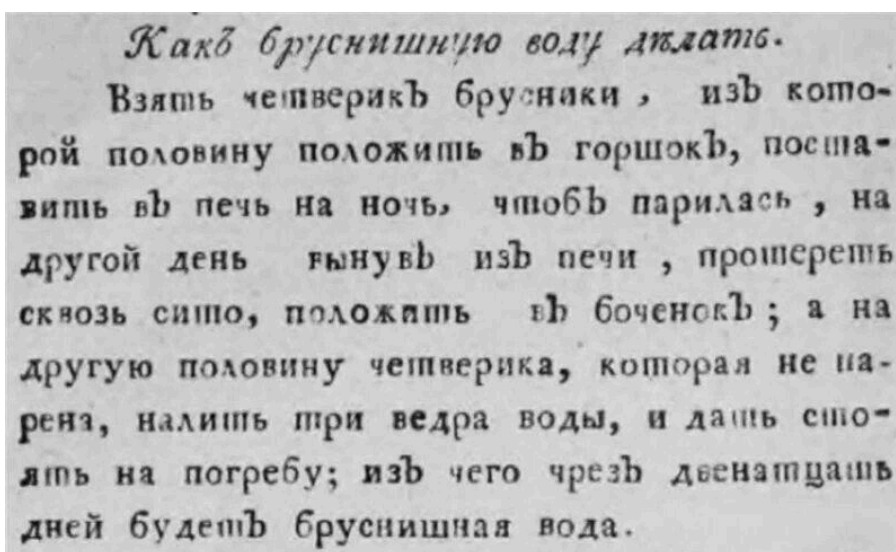 Какъ бруснишную воду дѣлать.
Взять четверикъ брусники, изъ кото-
рой половину положить въ горшокъ, поста-
вить въ печь на ночь, чтобъ парилась, на
другой день вынувъ изъ печи, протереть
сквозь сито, положить въ боченокъ; а на
другую половину четверика, которая не па-
рена, налить три ведра воды, и дать сто-
ять на погребу; изъ чего чрезъ двенатцать
дней будетъ бруснишная вода.